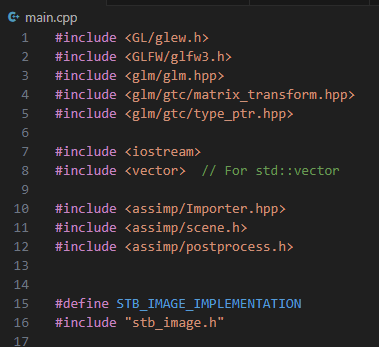 main.cpp
1 #include <GL/glew.h>
2 #include <GLFW/glfw3.h>
3 #include <glm/glm.hpp>
4 #include <glm/gtc/matrix_transform.hpp>
5 #include <glm/gtc/type_ptr.hpp>
6
7 #include <iostream>
8 #include <vector>  // For std::vector
9
10 #include <assimp/Importer.hpp>
11 #include <assimp/scene.h>
12 #include <assimp/postprocess.h>
13
14
15 #define STB_IMAGE_IMPLEMENTATION
16 #include "stb_image.h"
17